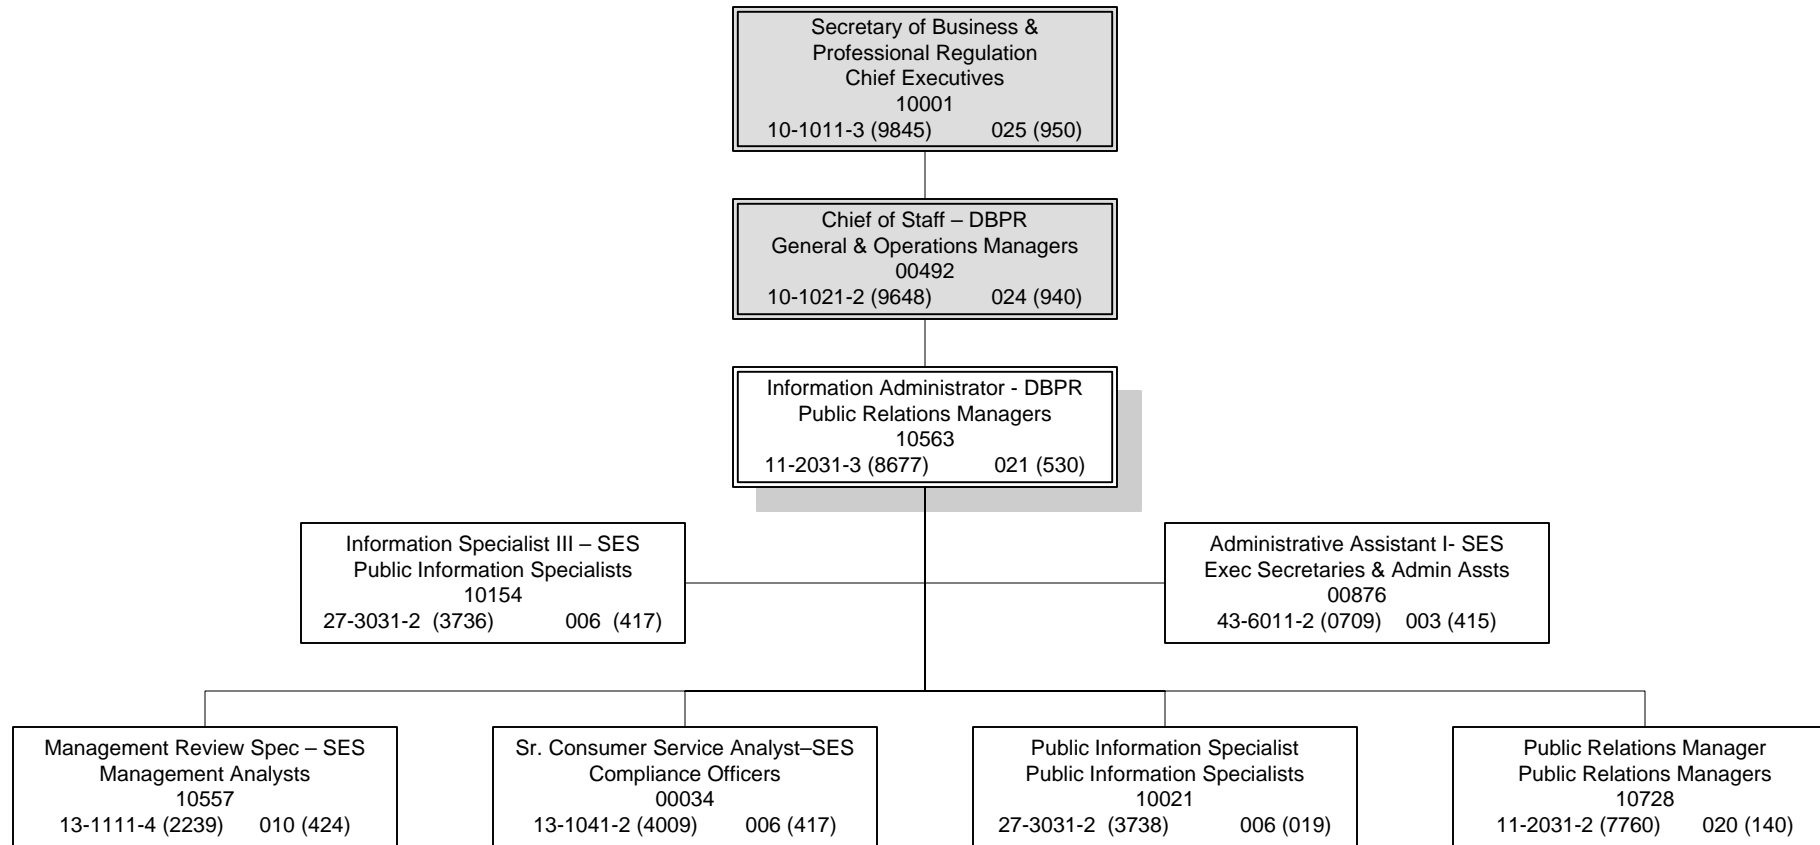 Secretary of Business &
Professional Regulation
Chief Executives
10001
10-1011-3 (9845) 025 (950)
Chief of Staff – DBPR
General & Operations Managers
00492
10-1021-2 (9648) 024 (940)
Information Administrator - DBPR
Public Relations Managers
10563
11-2031-3 (8677) 021 (530)
Information Specialist III – SES
Public Information Specialists
10154
27-3031-2 (3736) 006 (417)
Administrative Assistant I- SES
Exec Secretaries & Admin Assts
00876
43-6011-2 (0709) 003 (415)
Management Review Spec – SES
Management Analysts
10557
13-1111-4 (2239) 010 (424)
Sr. Consumer Service Analyst–SES
Compliance Officers
00034
13-1041-2 (4009) 006 (417)
Public Information Specialist
Public Information Specialists
10021
27-3031-2 (3738) 006 (019)
Public Relations Manager
Public Relations Managers
10728
11-2031-2 (7760) 020 (140)